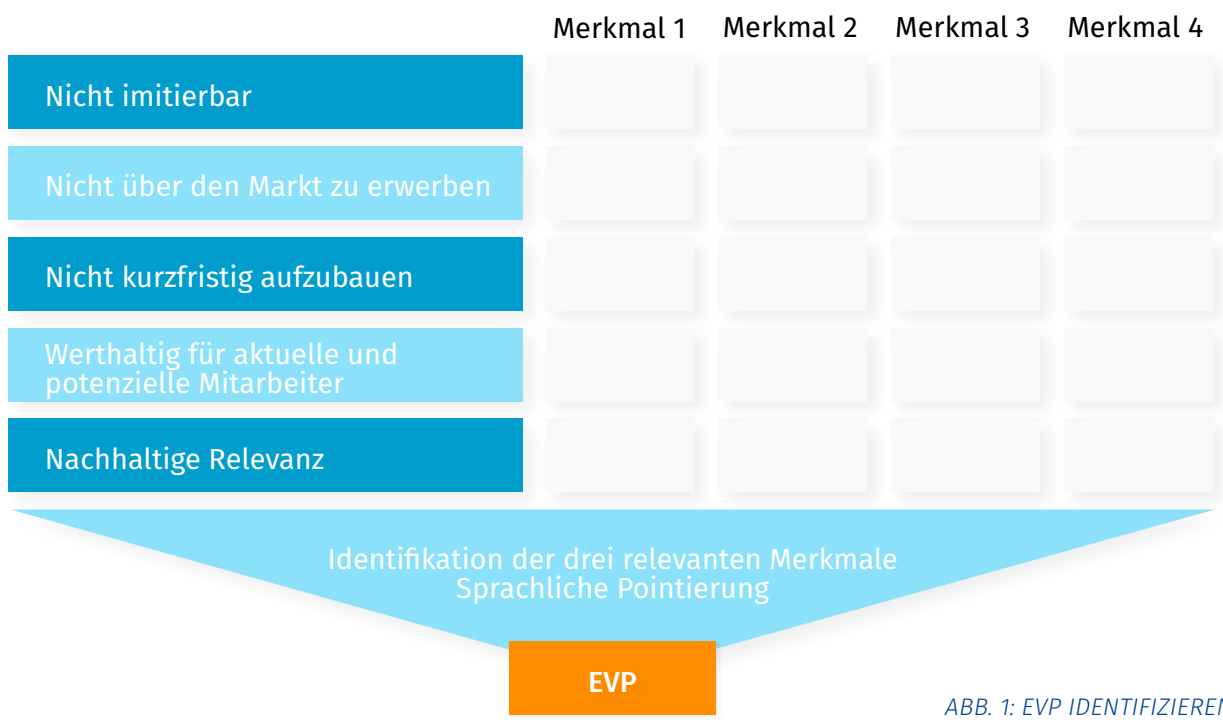 Merkmal 1 Merkmal 2 Merkmal 3 Merkmal 4
Nicht imitierbar
Nicht über den Markt zu erwerben
Nicht kurzfristig aufzubauen
Werthaltig für aktuelle und
potenzielle Mitarbeiter
Nachhaltige Relevanz
Identifikation der drei relevanten Merkmale
Sprachliche Pointierung
EVP
ABB. 1: EVP IDENTIFIZIEREN